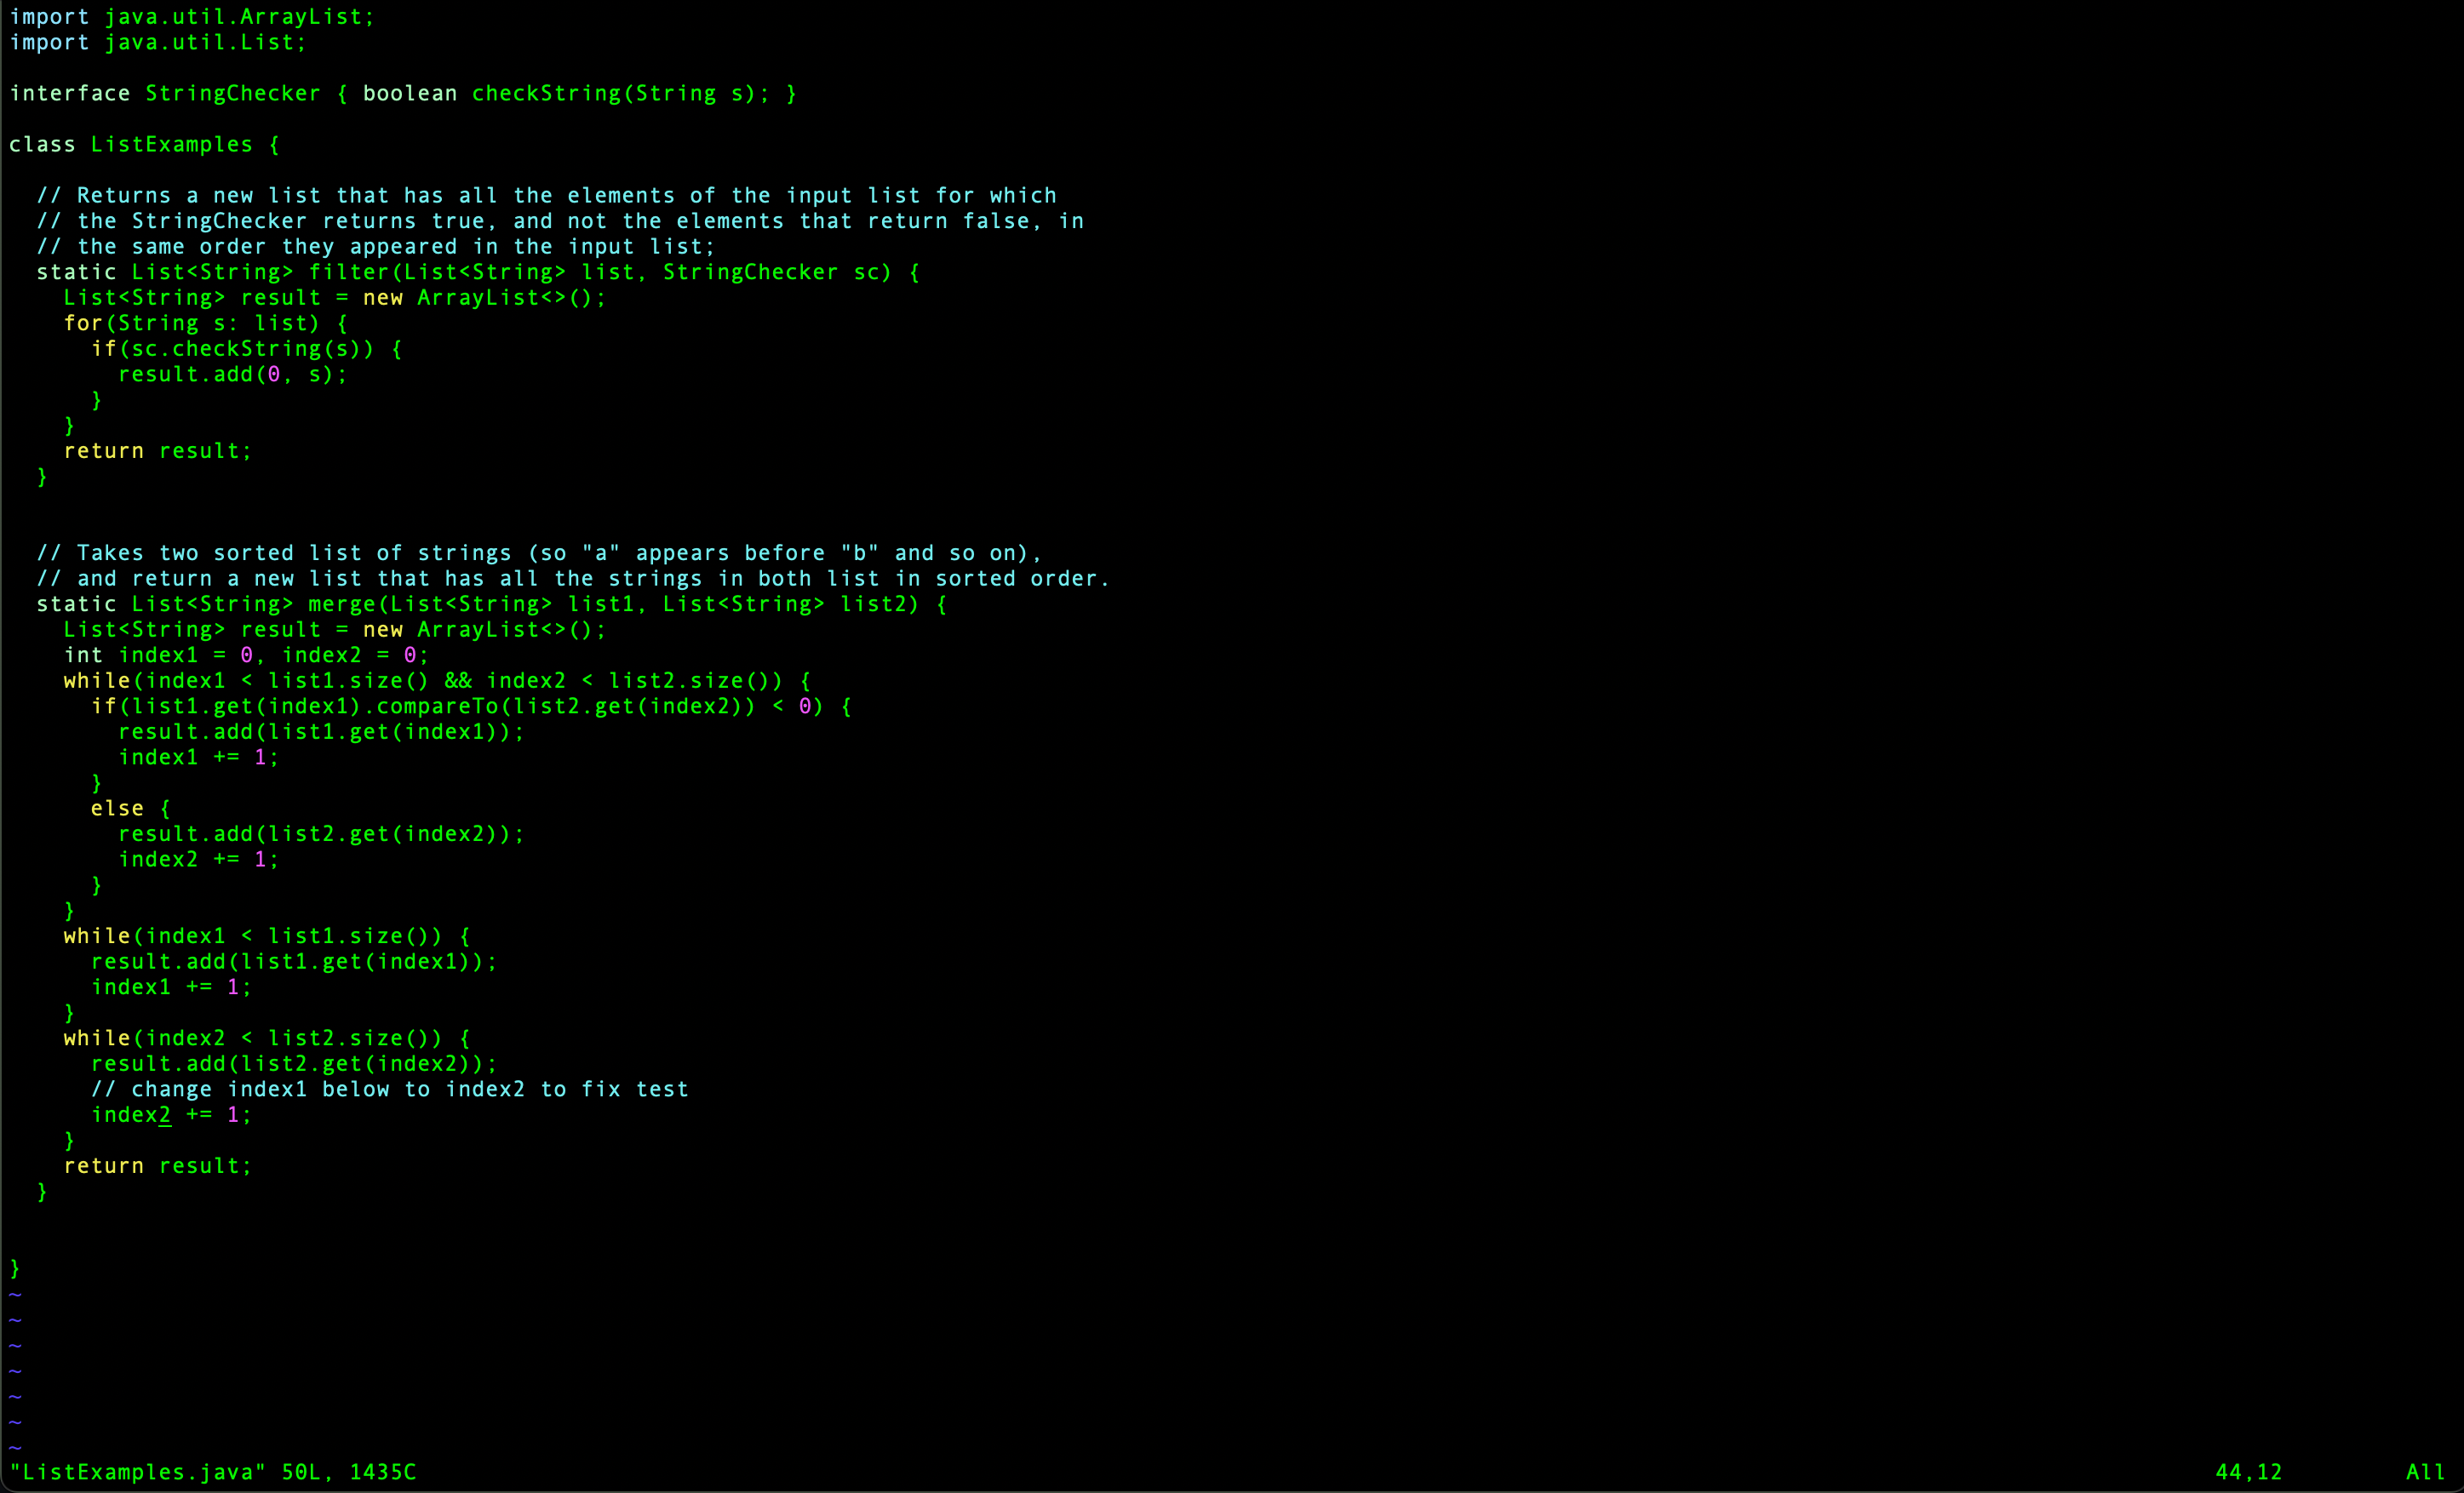 import java.util.ArrayList;
import java.util.List;

interface StringChecker { boolean checkString(String s); }

class ListExamples {

  // Returns a new list that has all the elements of the input list for which
  // the StringChecker returns true, and not the elements that return false, in
  // the same order they appeared in the input list;
  static List<String> filter(List<String> list, StringChecker sc) {
    List<String> result = new ArrayList<>();
    for(String s: list) {
      if(sc.checkString(s)) {
        result.add(0, s);
      }
    }
    return result;
  }


  // Takes two sorted list of strings (so "a" appears before "b" and so on),
  // and return a new list that has all the strings in both list in sorted order.
  static List<String> merge(List<String> list1, List<String> list2) {
    List<String> result = new ArrayList<>();
    int index1 = 0, index2 = 0;
    while(index1 < list1.size() && index2 < list2.size()) {
      if(list1.get(index1).compareTo(list2.get(index2)) < 0) {
        result.add(list1.get(index1));
        index1 += 1;
      }
      else {
        result.add(list2.get(index2));
        index2 += 1;
      }
    }
    while(index1 < list1.size()) {
      result.add(list1.get(index1));
      index1 += 1;
    }
    while(index2 < list2.size()) {
      result.add(list2.get(index2));
      // change index1 below to index2 to fix test
      index2 += 1;
    }
    return result;
  }


}
~
~
~
~
~
~
~
"ListExamples.java" 50L, 1435C 44,12 All